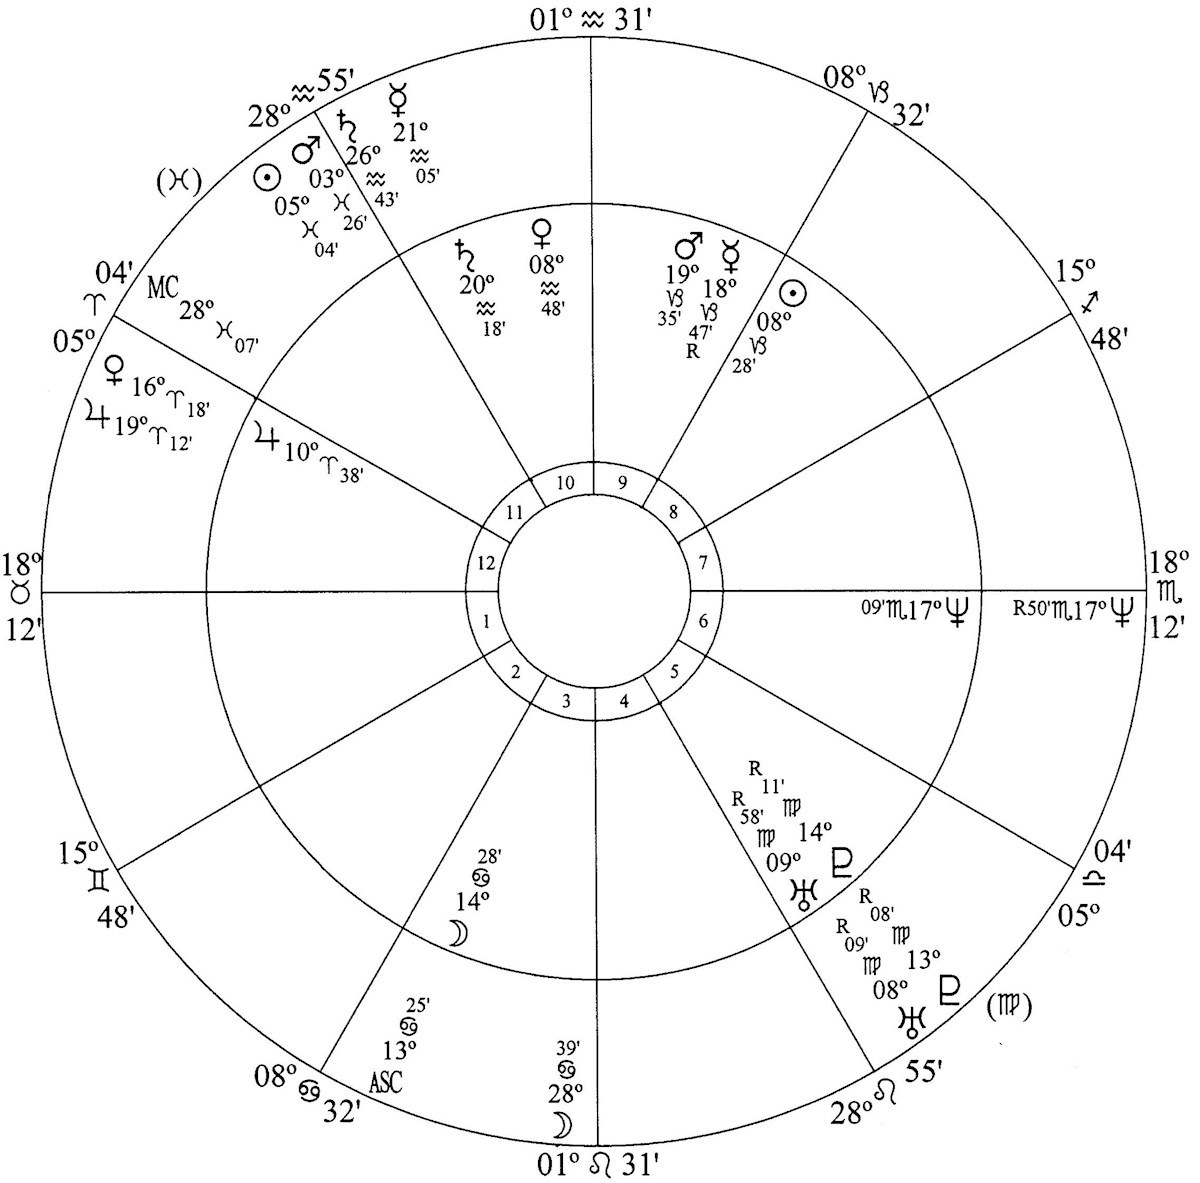 01º ♒ 31'
08º ♑ 32'
15º ♐ 48'
18º ♏ 12'
04' ♎ 05º
(♍)
28º ♌ 55'
01º ♌ 31'
08º ♋ 32'
15º ♊ 48'
18º ♉ 12'
04' ♈ 05º
(♓)
28º ♒ 55'
☿ 21º ♒ 05'
♄ 26º ♒ 43'
♂ 03º ♓ 26'
☉ 05º ♓ 04'
MC 28º ♓ 07'
♀ 16º ♈ 18'
♃ 19º ♈ 12'
♃ 10º ♈ 38'
♄ 20º ♒ 18'
♀ 08º ♒ 48'
♂ 19º ♑ 35'
☿ 18º ♑ 47' R
☉ 08º ♑ 28'
09' ♏ 17º ♆
R 50' ♏ 17º ♆
R 11' ♍ 14º ♇
R 58' ♍ 09º ♅
R 08' ♍ 13º ♇
R 09' ♍ 08º ♅
28' ♋ 14º ☽
25' ♋ 13º ASC
39' ♋ 28º ☽
10
9
11
8
12
7
1
6
2
5
3
4